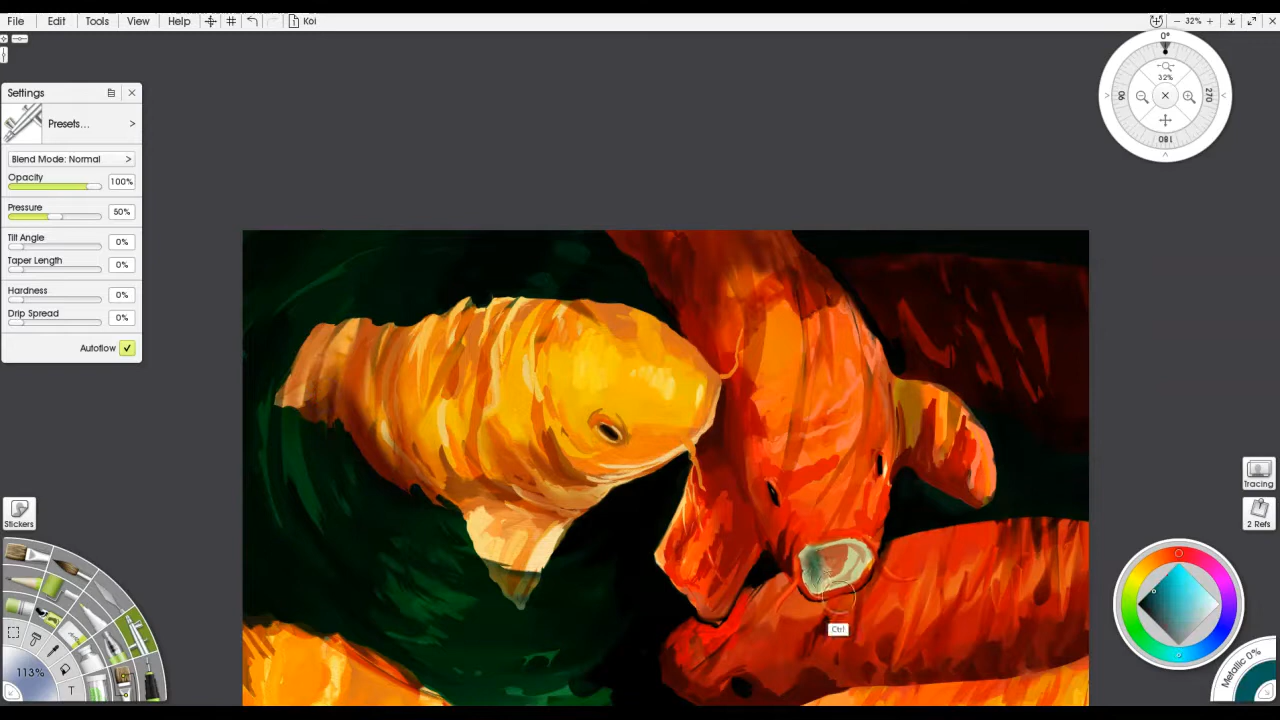 File Edit Tools View Help Koi
32%
0°
32%
90
270
180
Settings
Presets...
Blend Mode: Normal
Opacity
100%
Pressure
50%
Tilt Angle
0%
Taper Length
0%
Hardness
0%
Drip Spread
0%
Autoflow
Tracing
2 Refs
Stickers
Ctrl
113%
T
Metallic 0%